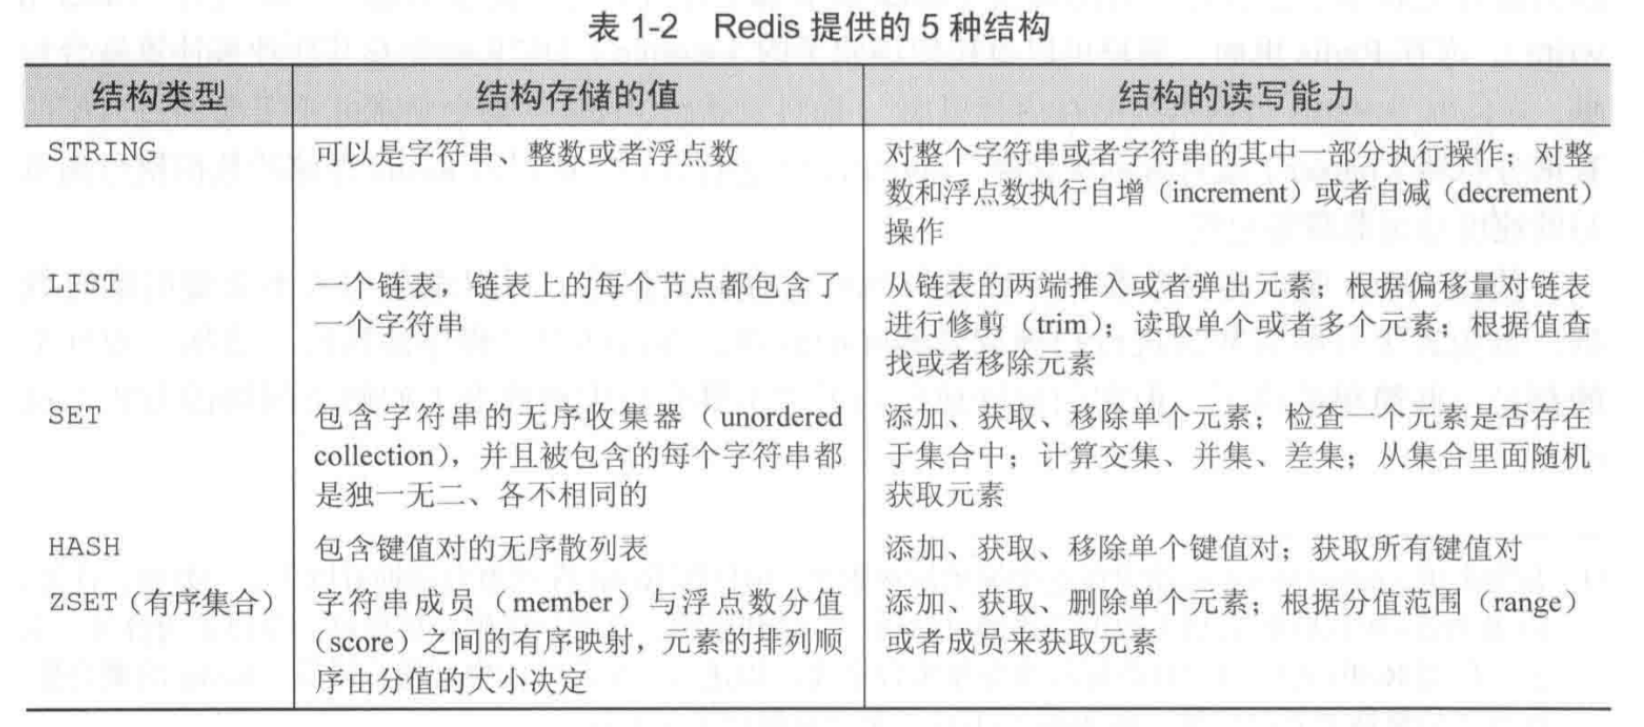 表 1-2 Redis 提供的 5 种结构
结构类型 结构存储的值 结构的读写能力
STRING 可以是字符串、整数或者浮点数 对整个字符串或者字符串的其中一部分执行操作；对整
数和浮点数执行自增（increment）或者自减（decrement）
操作
LIST 一个链表，链表上的每个节点都包含了 从链表的两端推入或者弹出元素；根据偏移量对链表
一个字符串 进行修剪（trim）；读取单个或者多个元素；根据值查
找或者移除元素
SET 包含字符串的无序收集器（unordered 添加、获取、移除单个元素；检查一个元素是否存在
collection），并且被包含的每个字符串都 于集合中；计算交集、并集、差集；从集合里面随机
是独一无二、各不相同的 获取元素
HASH 包含键值对的无序散列表 添加、获取、移除单个键值对；获取所有键值对
ZSET（有序集合） 字符串成员（member）与浮点数分值 添加、获取、删除单个元素；根据分值范围（range）
（score）之间的有序映射，元素的排列顺 或者成员来获取元素
序由分值的大小决定